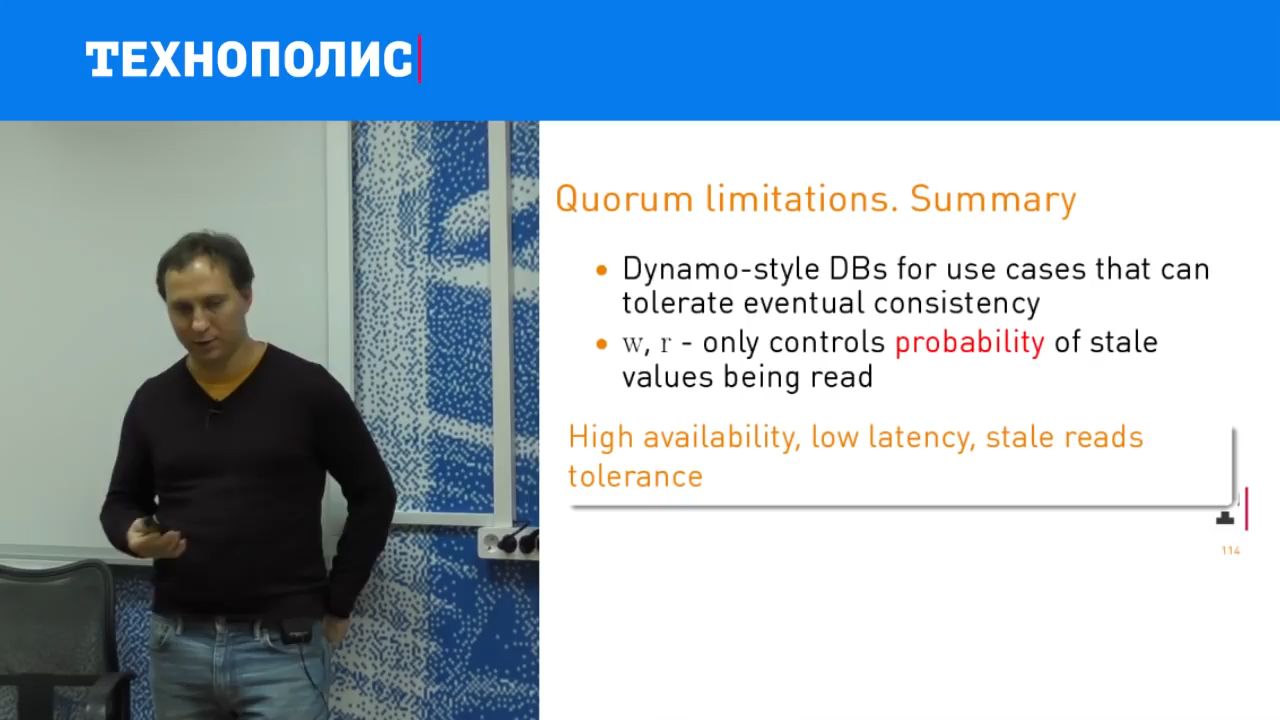 ТЕХНОПОЛИС
Quorum limitations. Summary
Dynamo-style DBs for use cases that can
tolerate eventual consistency
w, r - only controls probability of stale
values being read
High availability, low latency, stale reads
tolerance
114